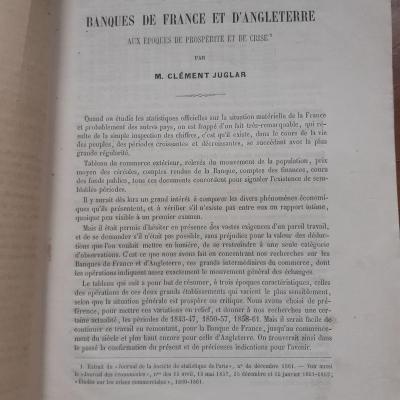 BANQUES DE FRANCE ET D'ANGLETERRE
AUX ÉPOQUES DE PROSPÉRITÉ ET DE CRISE
PAR
M. CLÉMENT JUGLAR
Quand on étudie les statistiques officielles sur la situation matérielle de la France
et probablement des autres pays, on est frappé d'un fait très-remarquable, qui ré-
sulte de la simple inspection des chiffres, c'est qu'il existe, dans le cours de la vie
des peuples, des périodes croissantes et décroissantes, se succédant avec la plus
grande régularité.
Tableau du commerce extérieur, relevés du mouvement de la population, prix
moyen des céréales, comptes rendus de la Banque, comptes des finances, cours
des fonds publics, tous ces documents concordent pour signaler l'existence de sem-
blables périodes.
Il y aurait dès lors un grand intérêt à comparer les divers phénomènes économi-
ques qu'ils présentent, et à vérifier s'il n'existe pas entre eux un rapport intime,
quoique peu visible à un premier examen.
Mais il était permis d'hésiter en présence des vastes exigences d'un pareil travail,
et de se demander s'il n'était pas possible, sans préjudice pour la valeur des déduc-
tions que l'on voulait mettre en lumière, de se restreindre à une seule catégorie
d'observations. C'est ce que nous avons fait en concentrant nos recherches sur les
Banques de France et d'Angleterre, ces grands intermédiaires du commerce, dont
les opérations indiquent assez exactement le mouvement général des échanges.
Le tableau qui suit a pour but de résumer, à trois époques caractéristiques, celles
des opérations de ces deux grands établissements qui varient le plus sensiblement,
selon que la situation générale est prospère ou critique. Nous avons choisi de pré-
férence, pour mettre ces variations en relief, et donner à nos recherches une cer-
taine actualité, les périodes de 1843-47, 1850-57, 1858-61. Mais il serait facile de
continuer ce travail en remontant, pour la Banque de France, jusqu'au commence-
ment du siècle et plus haut encore pour celle d'Angleterre. On trouverait ainsi dans
le passé la confirmation du présent et de précieuses indications pour l'avenir.
1. Extrait du «Journal de la Société de statistique de Paris», n° de décembre 1861. — Voir aussi
le «Journal des économistes», nos des 15 avril, 15 mai 1857, 15 décembre et 15 janvier
"Études sur les crises commerciales", 1860-1861.